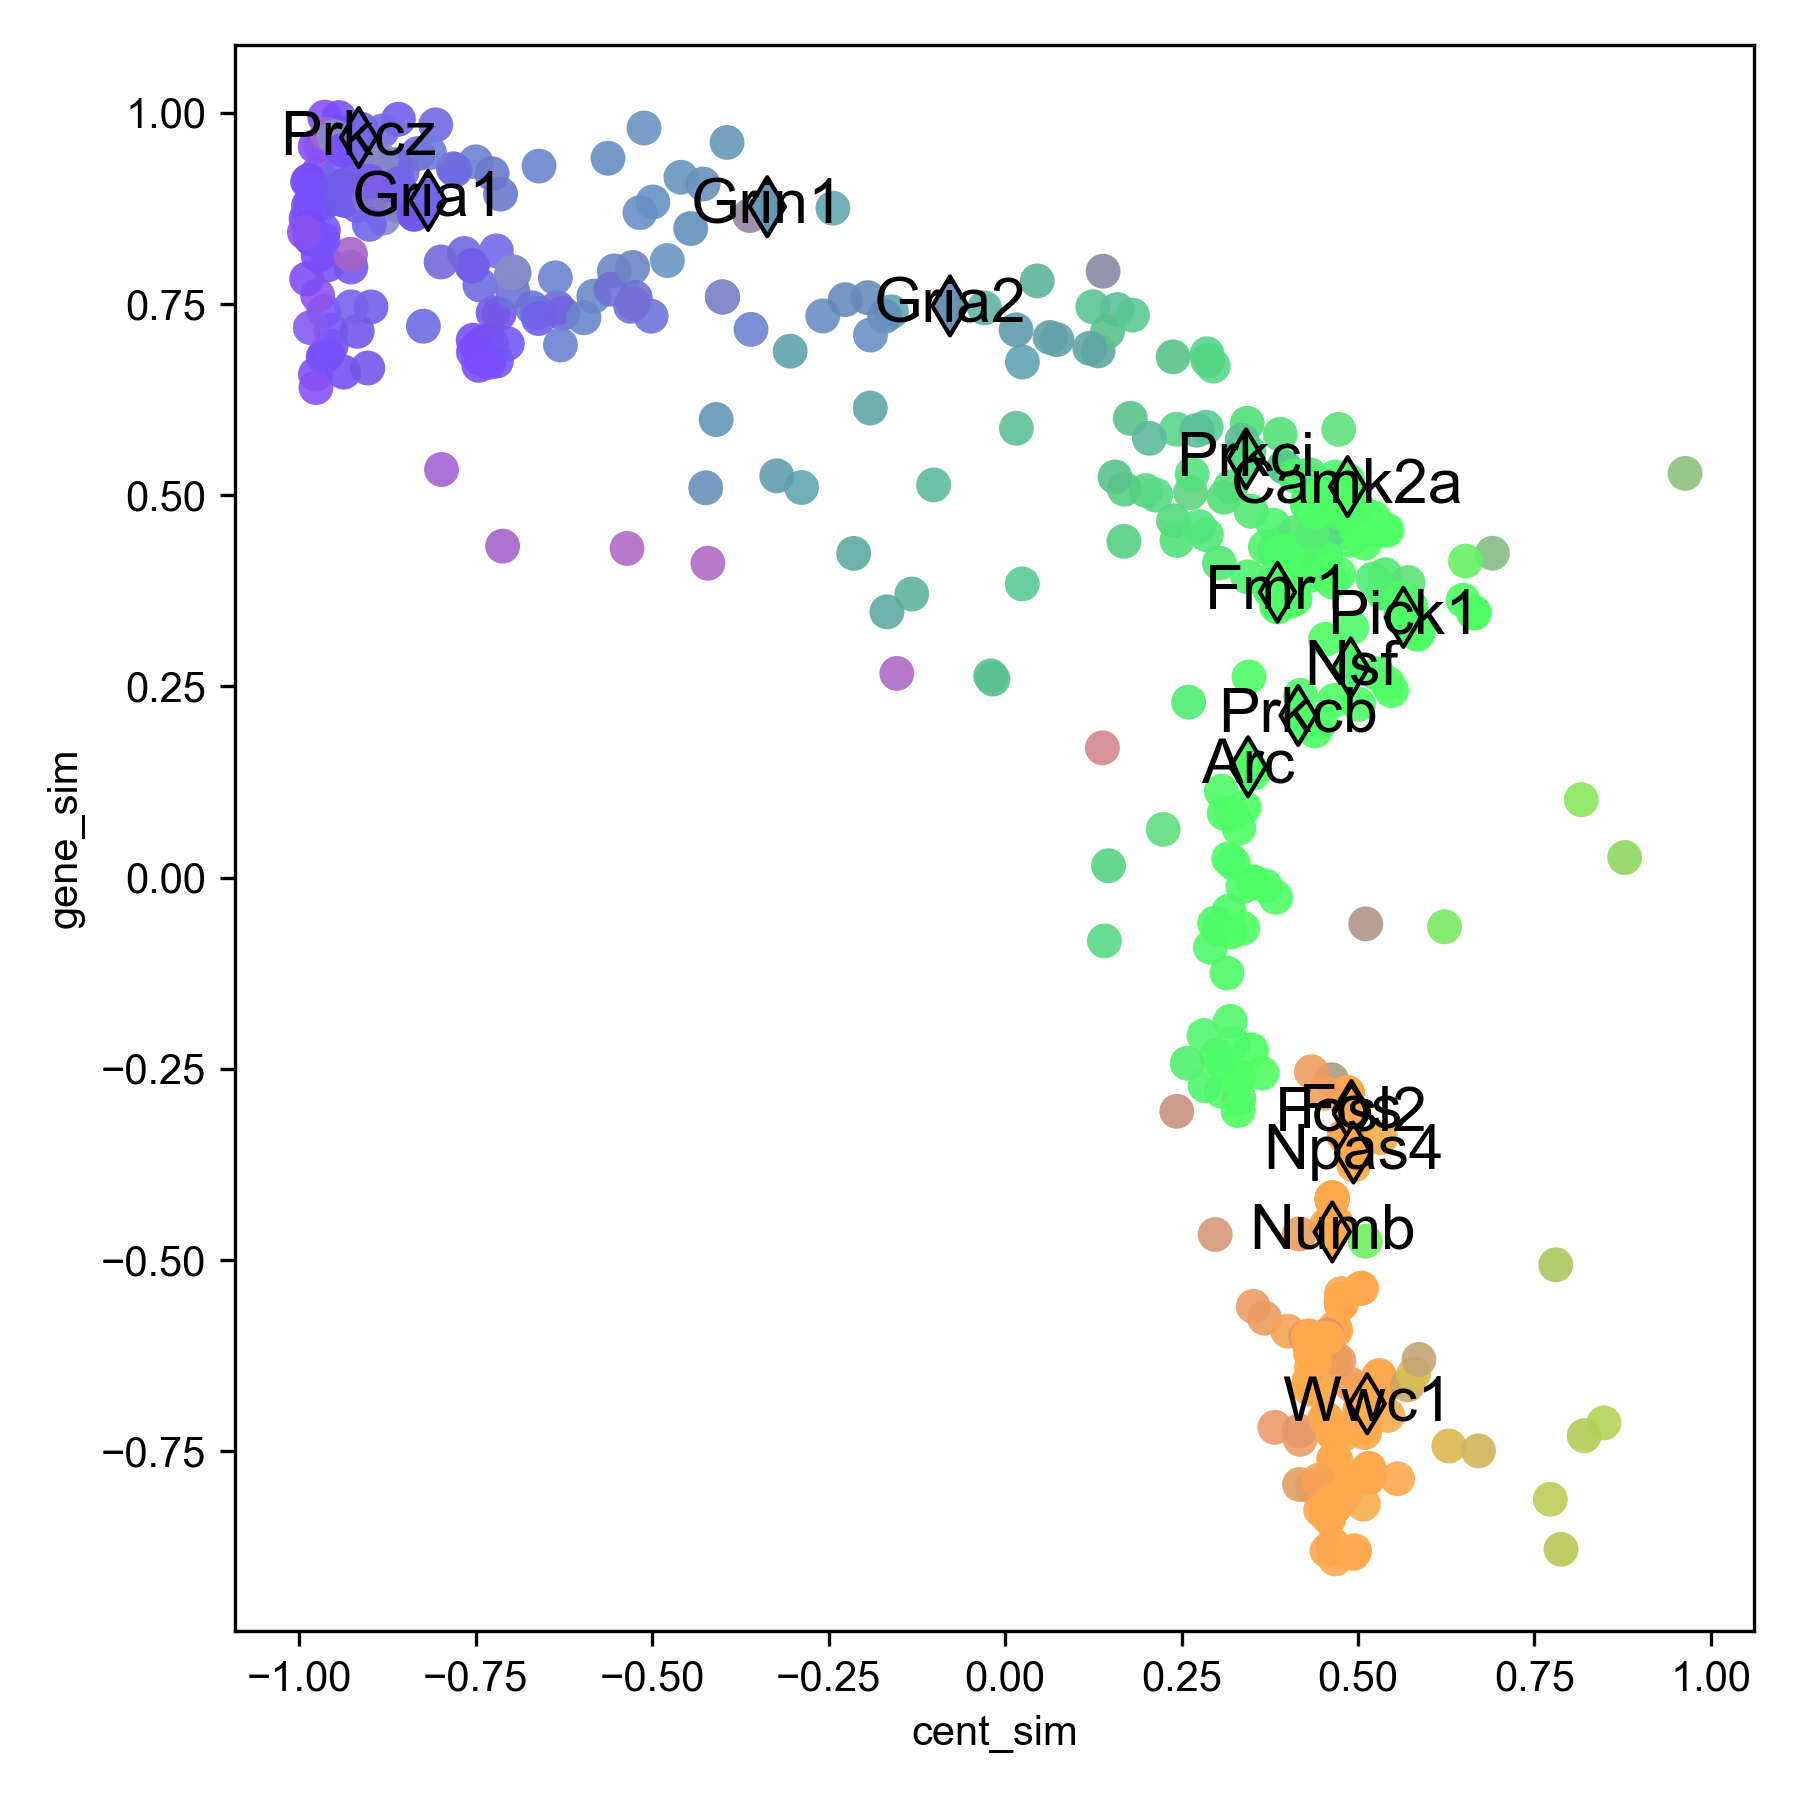 1.00
0.75
0.50
0.25
0.00
−0.25
−0.50
−0.75
gene_sim
Prkcz
Gria1
Grin1
Gria2
Prkci
Camk2a
Fmr1
Pick1
Nsf
Prkcb
Arc
Fos
Fosl2
Npas4
Numb
Wwc1
−1.00 −0.75 −0.50 −0.25 0.00 0.25 0.50 0.75 1.00
cent_sim